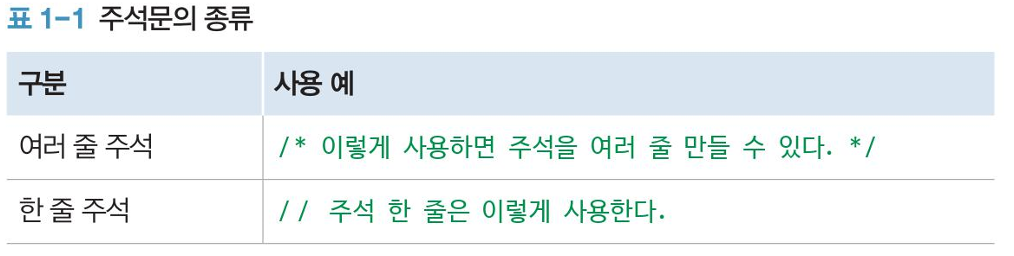 표 1-1 주석문의 종류
구분 사용 예
여러 줄 주석 /* 이렇게 사용하면 주석을 여러 줄 만들 수 있다. */
한 줄 주석 // 주석 한 줄은 이렇게 사용한다.